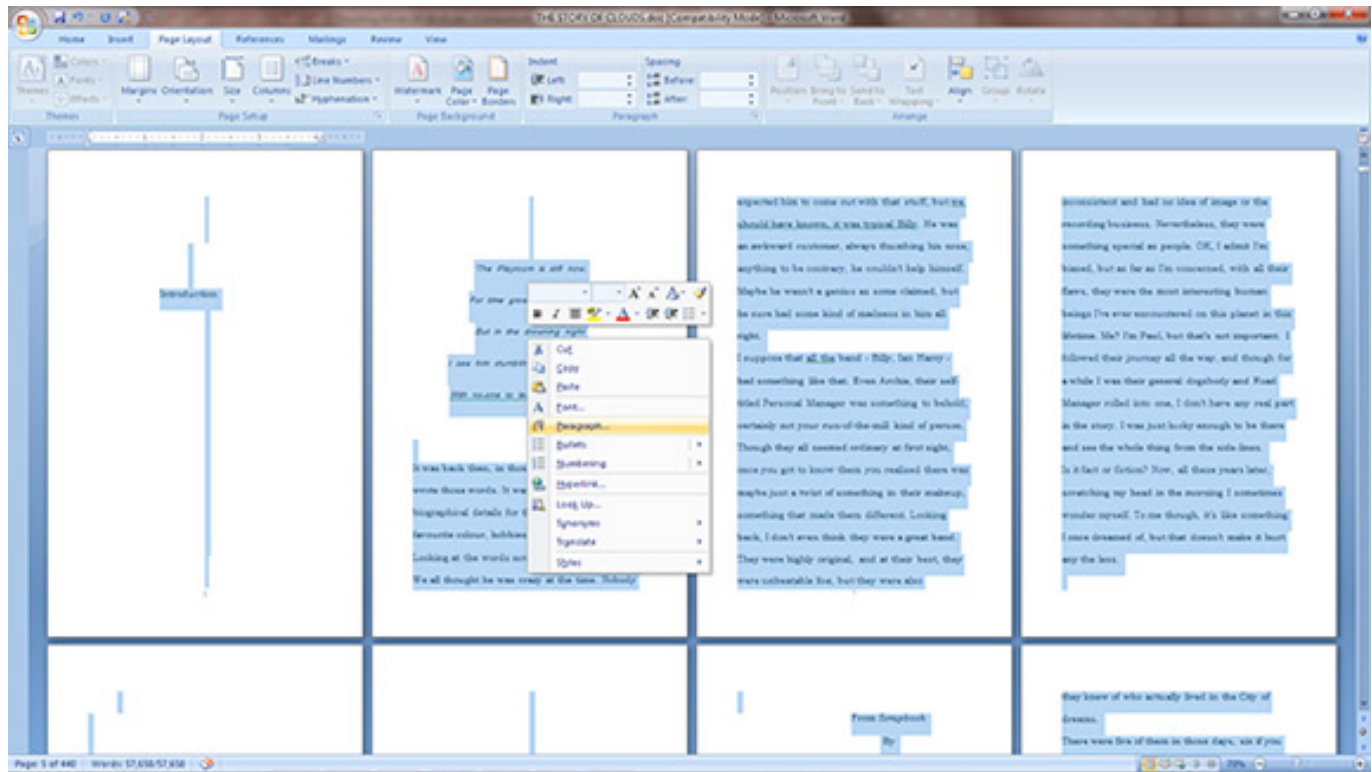 THE STORY OF CLOUDS.doc [Compatibility Mode] - Microsoft Word
Home Insert Page Layout References Mailings Review View
Themes
Colors
Fonts
Effects
Margins Orientation Size Columns
Breaks
Line Numbers
Hyphenation
Watermark Page Color Page Borders
Indent
Left:
Right:
Spacing
Before:
After:
Position Bring to Front Send to Back Text Wrapping Align Group Rotate
Themes Page Setup Page Background Paragraph Arrange
Introduction:
The Playroom is still now,
For time
But in the
night
I see him
It was back then, in
wrote those words. It was
biographical details for
favourite colour, hobbies
Looking at the words now
We all thought he was crazy at the time. Nobody
Cut
Copy
Paste
Font...
Paragraph...
Bullets
Numbering
Hyperlink...
Look Up...
Synonyms
Translate
Styles
expected him to come out with that stuff, but we
should have known, it was typical Billy. He was
an awkward customer, always thumbing his nose,
anything to be contrary, he couldn't help himself.
Maybe he wasn't a genius as some claimed, but
he sure had some kind of madness in him all
right.
I suppose that all the band - Billy, Ian Harry -
had something like that. Even Archie, their self-
titled Personal Manager was something to behold,
certainly not your run-of-the-mill kind of person.
Though they all seemed ordinary at first sight,
once you got to know them you realised there was
maybe just a twist of something in their makeup,
something that made them different. Looking
back, I don't even think they were a great band.
They were highly original, and at their best, they
were unbeatable live, but they were also
inconsistent and had no idea of image or the
recording business. Nevertheless, they were
something special as people. OK, I admit I'm
biased, but as far as I'm concerned, with all their
flaws, they were the most interesting human
beings I've ever encountered on this planet in this
lifetime. Me? I'm Paul, but that's not important. I
followed their journey all the way, and though for
a while I was their general dogsbody and Road
Manager rolled into one, I don't have any real part
in the story. I was just lucky enough to be there
and see the whole thing from the side-lines.
Is it fact or fiction? Now, all these years later,
scratching my head in the morning I sometimes
wonder myself. To me though, it's like something
I once dreamed of, but that doesn't make it hurt
any the less.
From Scrapbook
By
they knew of who actually lived in the City of
dreams.
There were five of them in those days, six if you
Page: 5 of 440 Words: 57,658/57,658
70%